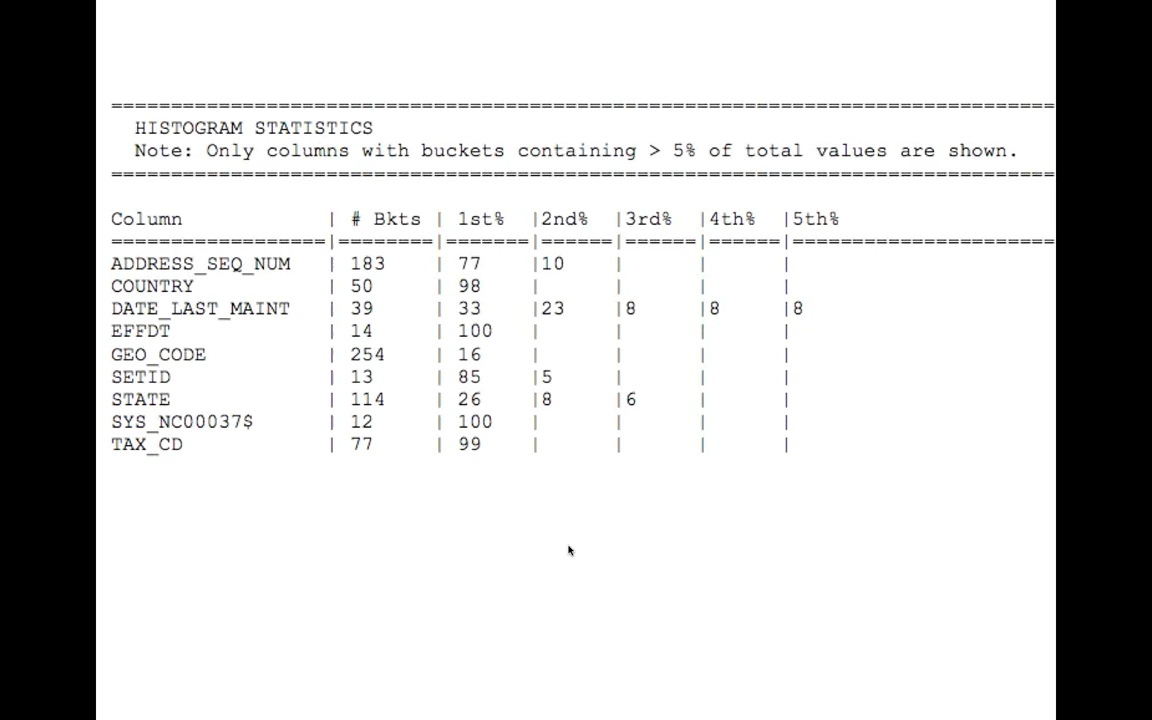 ================================================================================
HISTOGRAM STATISTICS
Note: Only columns with buckets containing > 5% of total values are shown.
================================================================================
Column | # Bkts | 1st% |2nd% |3rd% |4th% |5th%
==================|========|=======|======|======|======|======================
ADDRESS_SEQ_NUM | 183 | 77 |10 | | |
COUNTRY | 50 | 98 | | | |
DATE_LAST_MAINT | 39 | 33 |23 |8 |8 |8
EFFDT | 14 | 100 | | | |
GEO_CODE | 254 | 16 | | | |
SETID | 13 | 85 |5 | | |
STATE | 114 | 26 |8 |6 | |
SYS_NC00037$ | 12 | 100 | | | |
TAX_CD | 77 | 99 | | | |